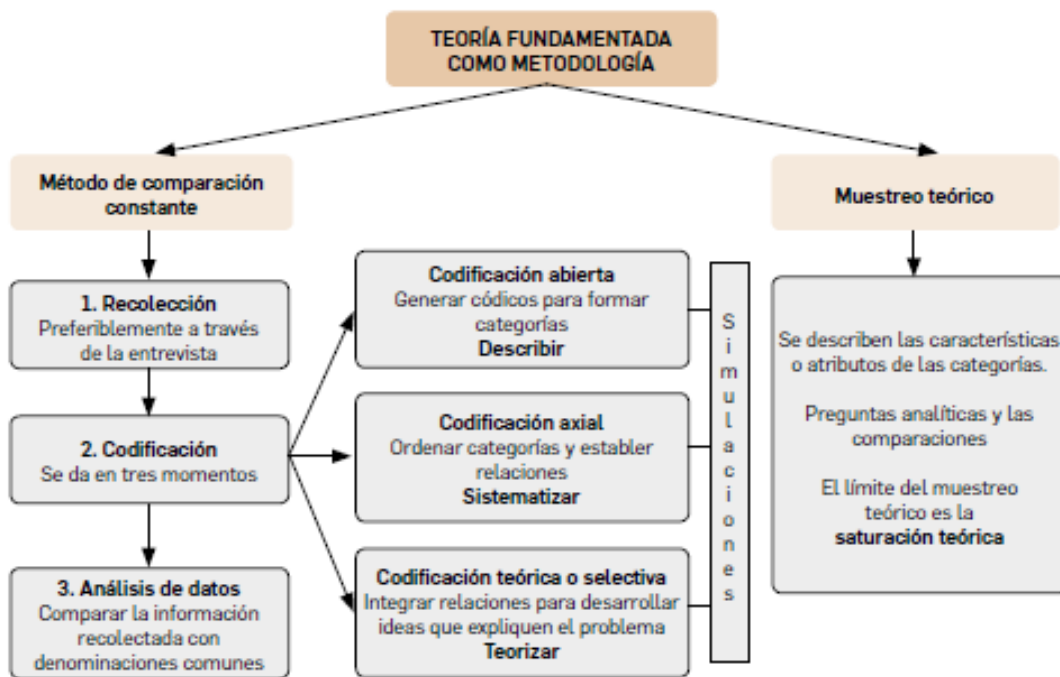 TEORÍA FUNDAMENTADA
COMO METODOLOGÍA
Método de comparación
constante
Muestreo teórico
1. Recolección
Preferiblemente a través
de la entrevista
2. Codificación
Se da en tres momentos
3. Análisis de datos
Comparar la información
recolectada con
denominaciones comunes
Codificación abierta
Generar códicos para formar
categorías
Describir
Codificación axial
Ordenar categorías y establer
relaciones
Sistematizar
Codificación teórica o selectiva
Integrar relaciones para desarrollar
ideas que expliquen el problema
Teorizar
Simulaciones
Se describen las características
o atributos de las categorías.
Preguntas analíticas y las
comparaciones
El límite del muestreo
teórico es la
saturación teórica